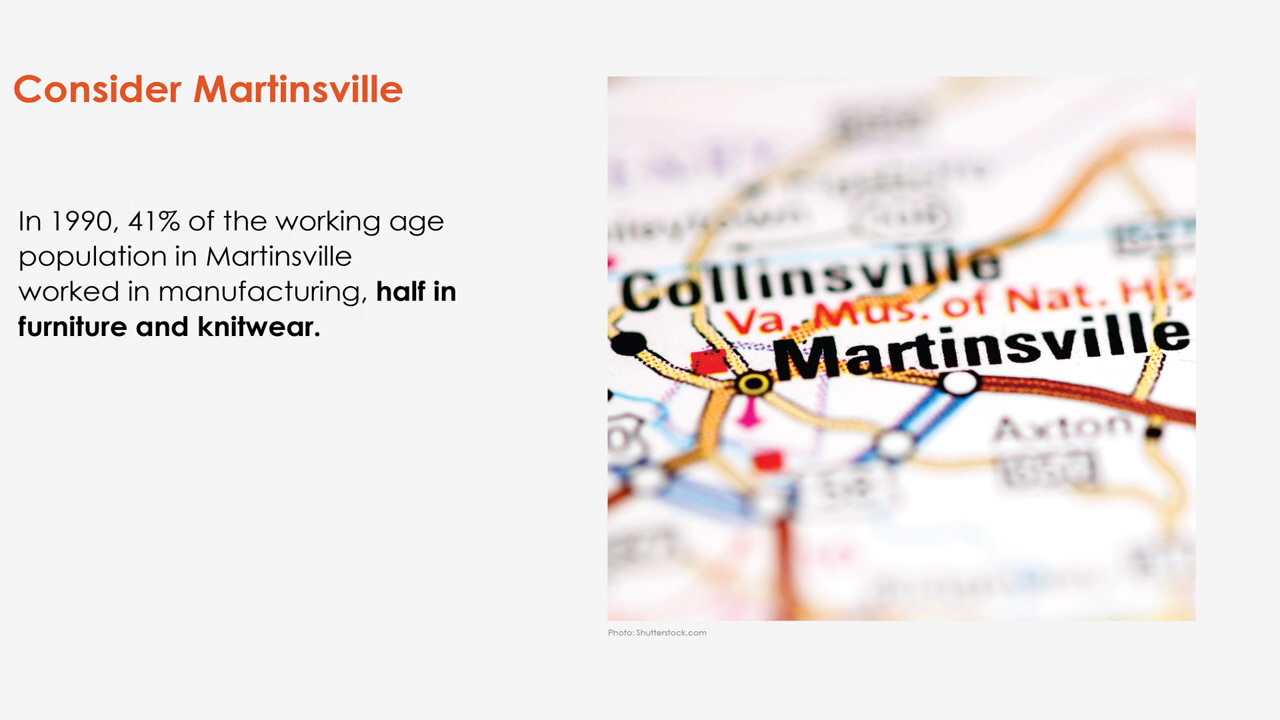 Consider Martinsville
In 1990, 41% of the working age
population in Martinsville
worked in manufacturing, half in
furniture and knitwear.
Collinsville
Va. Mus. of Nat. His
Martinsville
Axton
58
Photo: Shutterstock.com